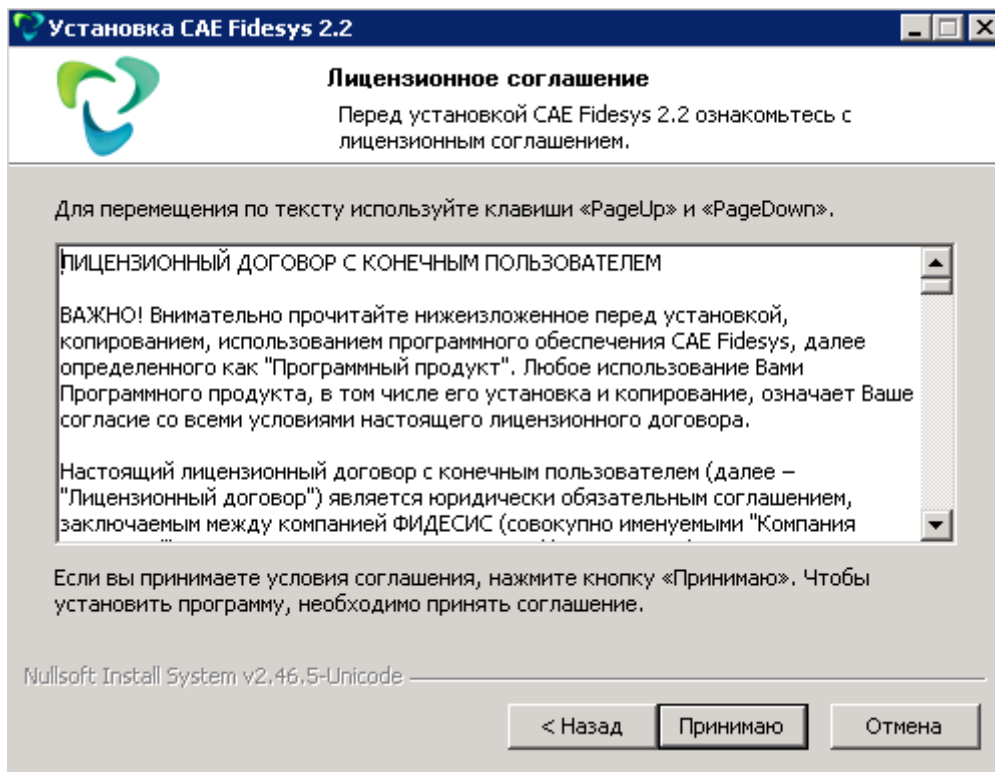 Установка CAE Fidesys 2.2
Лицензионное соглашение
Перед установкой CAE Fidesys 2.2 ознакомьтесь с
лицензионным соглашением.
Для перемещения по тексту используйте клавиши «PageUp» и «PageDown».
ЛИЦЕНЗИОННЫЙ ДОГОВОР С КОНЕЧНЫМ ПОЛЬЗОВАТЕЛЕМ
ВАЖНО! Внимательно прочитайте нижеизложенное перед установкой,
копированием, использованием программного обеспечения CAE Fidesys, далее
определенного как "Программный продукт". Любое использование Вами
Программного продукта, в том числе его установка и копирование, означает Ваше
согласие со всеми условиями настоящего лицензионного договора.
Настоящий лицензионный договор с конечным пользователем (далее –
"Лицензионный договор") является юридически обязательным соглашением,
заключаемым между компанией ФИДЕСИС (совокупно именуемыми "Компания
Если вы принимаете условия соглашения, нажмите кнопку «Принимаю». Чтобы
установить программу, необходимо принять соглашение.
Nullsoft Install System v2.46.5-Unicode
< Назад
Принимаю
Отмена